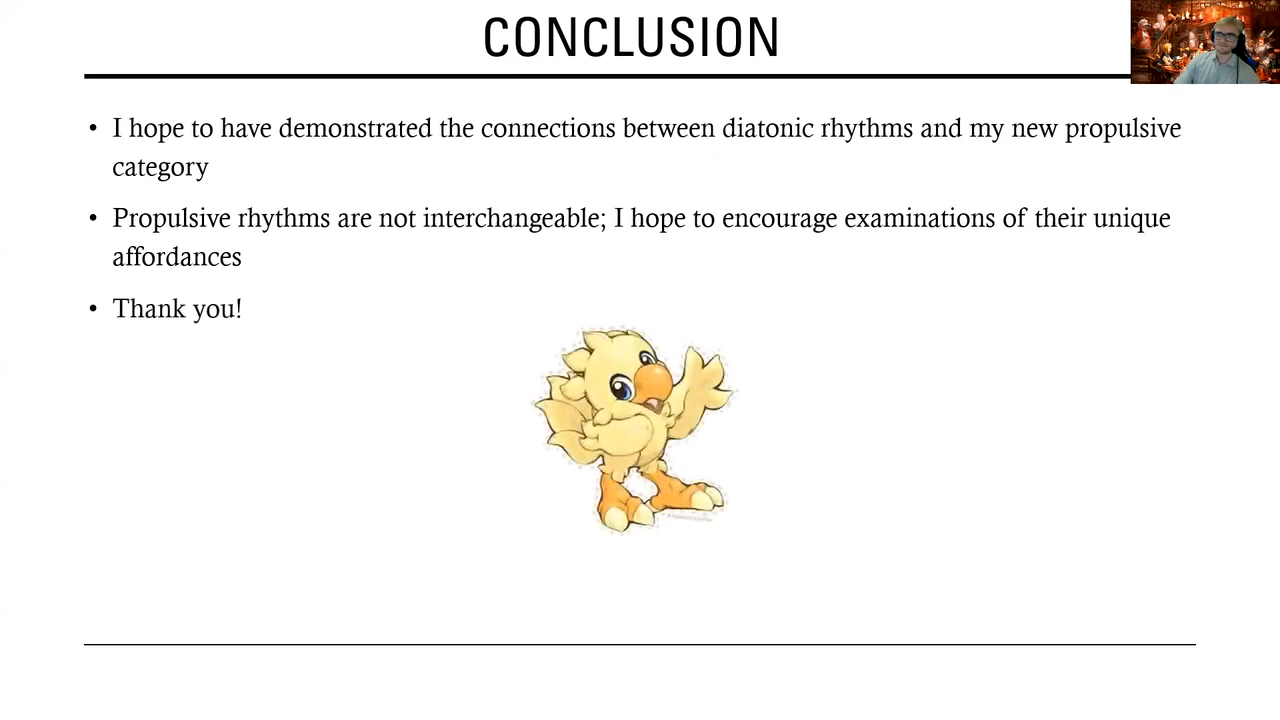 CONCLUSION
• I hope to have demonstrated the connections between diatonic rhythms and my new propulsive
category
• Propulsive rhythms are not interchangeable; I hope to encourage examinations of their unique
affordances
• Thank you!